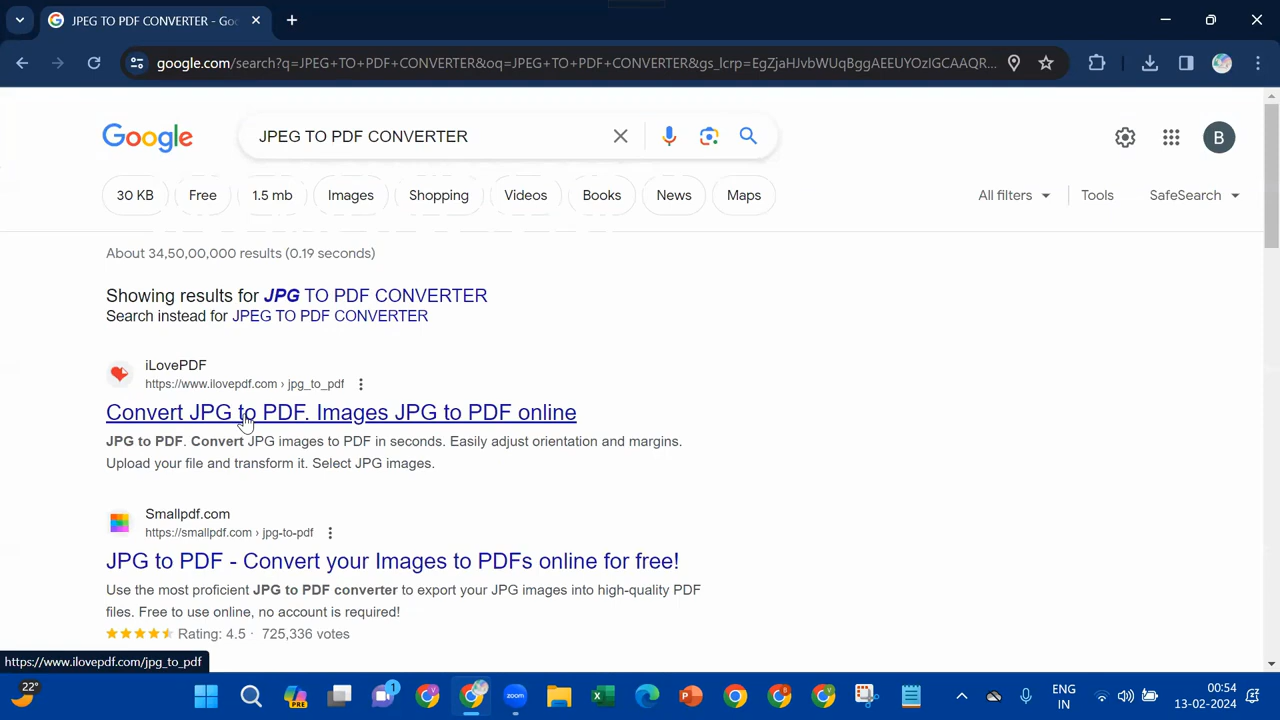 JPEG TO PDF CONVERTER - Goo
google.com/search?q=JPEG+TO+PDF+CONVERTER&oq=JPEG+TO+PDF+CONVERTER&gs_lcrp=EgZjaHJvbWUqBggAEEUYOzIGCAAQR...
Google
JPEG TO PDF CONVERTER
B
30 KB
Free
1.5 mb
Images
Shopping
Videos
Books
News
Maps
All filters
Tools
SafeSearch
About 34,50,00,000 results (0.19 seconds)
Showing results for JPG TO PDF CONVERTER
Search instead for JPEG TO PDF CONVERTER
iLovePDF
https://www.ilovepdf.com › jpg_to_pdf
Convert JPG to PDF. Images JPG to PDF online
JPG to PDF. Convert JPG images to PDF in seconds. Easily adjust orientation and margins.
Upload your file and transform it. Select JPG images.
Smallpdf.com
https://smallpdf.com › jpg-to-pdf
JPG to PDF - Convert your Images to PDFs online for free!
Use the most proficient JPG to PDF converter to export your JPG images into high-quality PDF
files. Free to use online, no account is required!
Rating: 4.5 · 725,336 votes
https://www.ilovepdf.com/jpg_to_pdf
22°
PRE
1
zoom
ENG
IN
00:54
13-02-2024